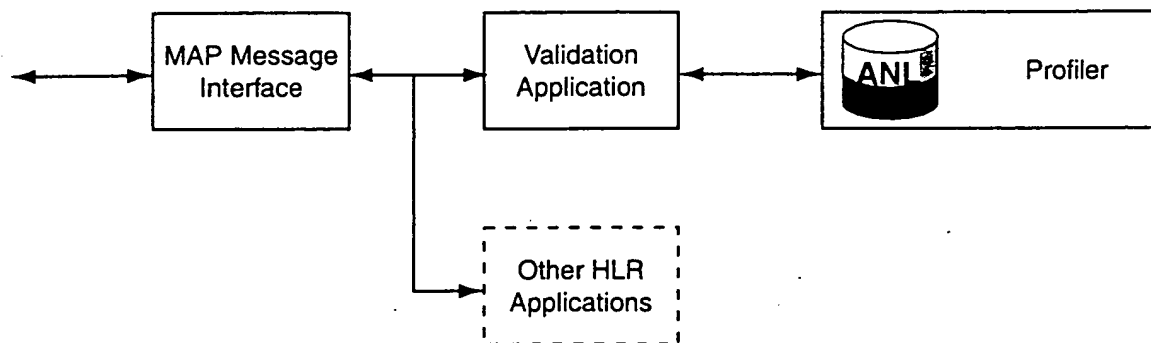 MAP Message
Interface
Validation
Application
ANI
Profiler
Other HLR
Applications